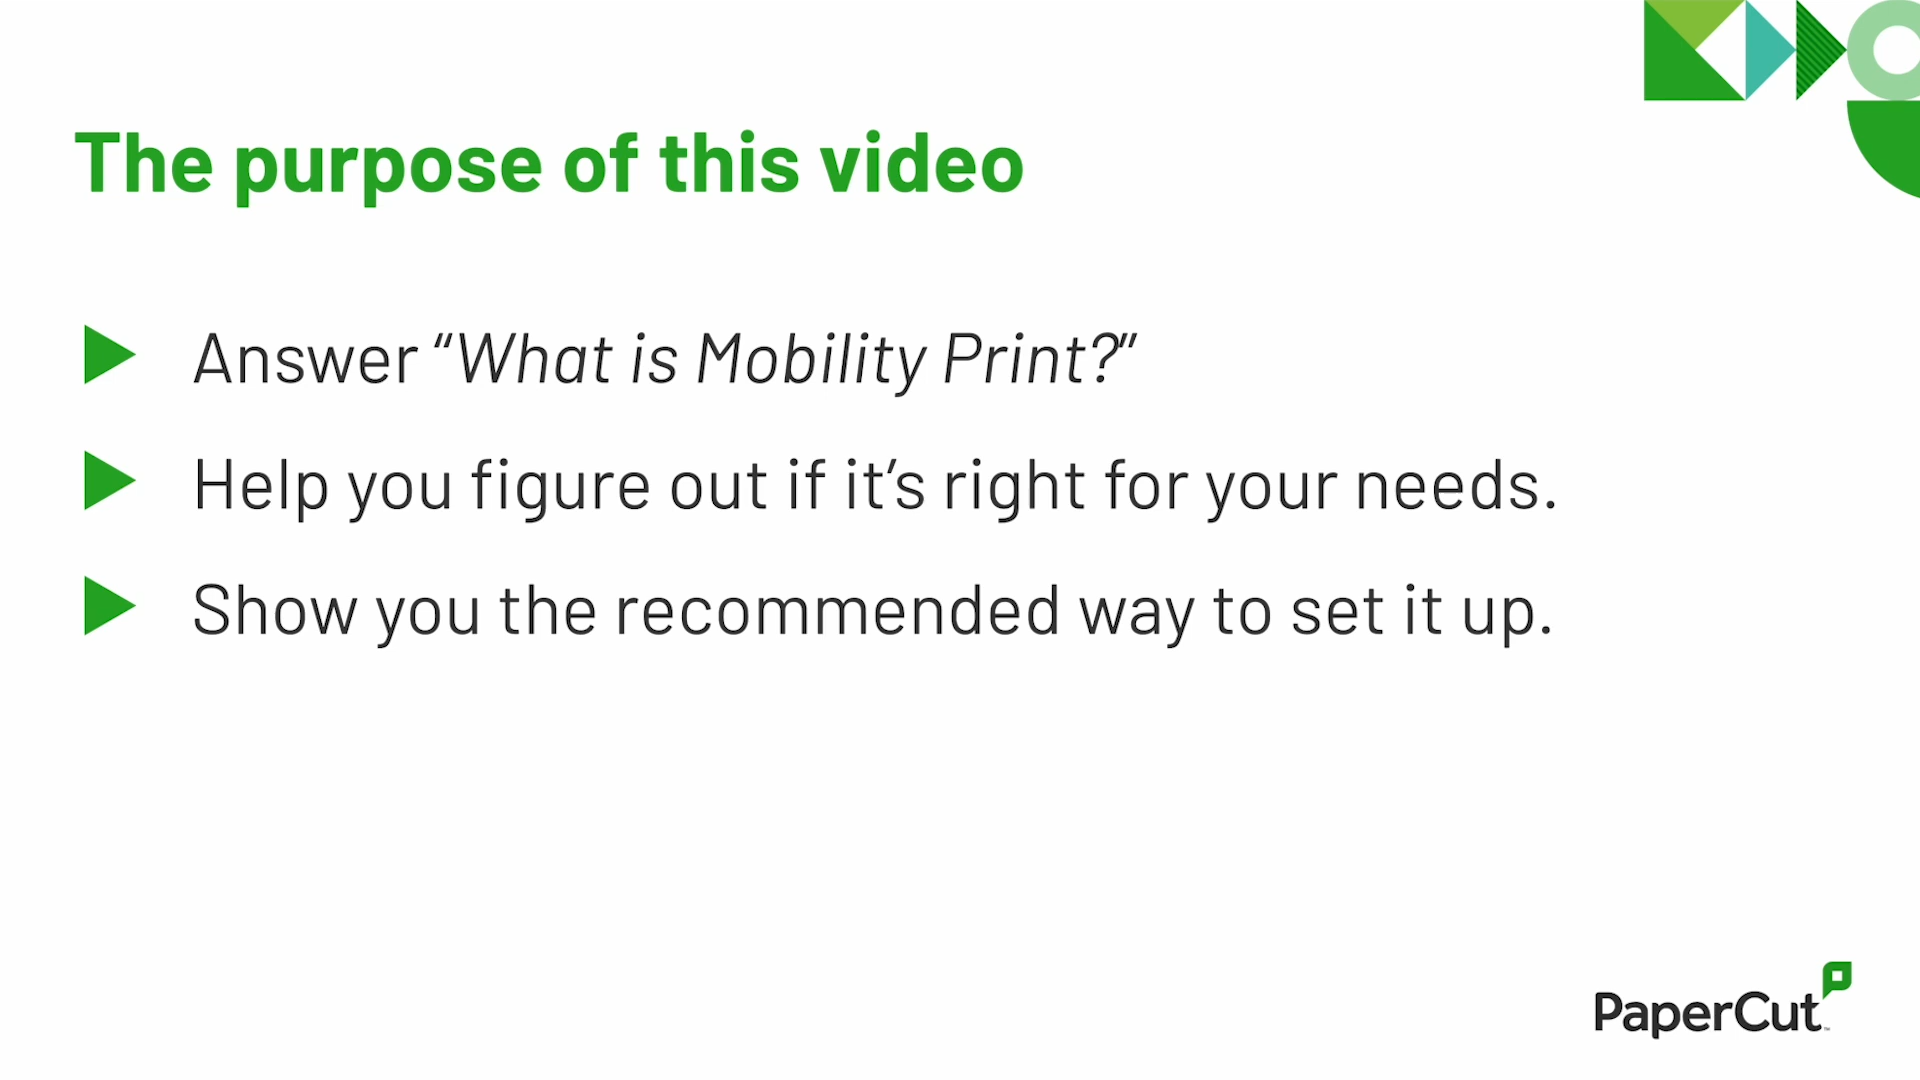 The purpose of this video
Answer “What is Mobility Print?”
Help you figure out if it’s right for your needs.
Show you the recommended way to set it up.
PaperCut™